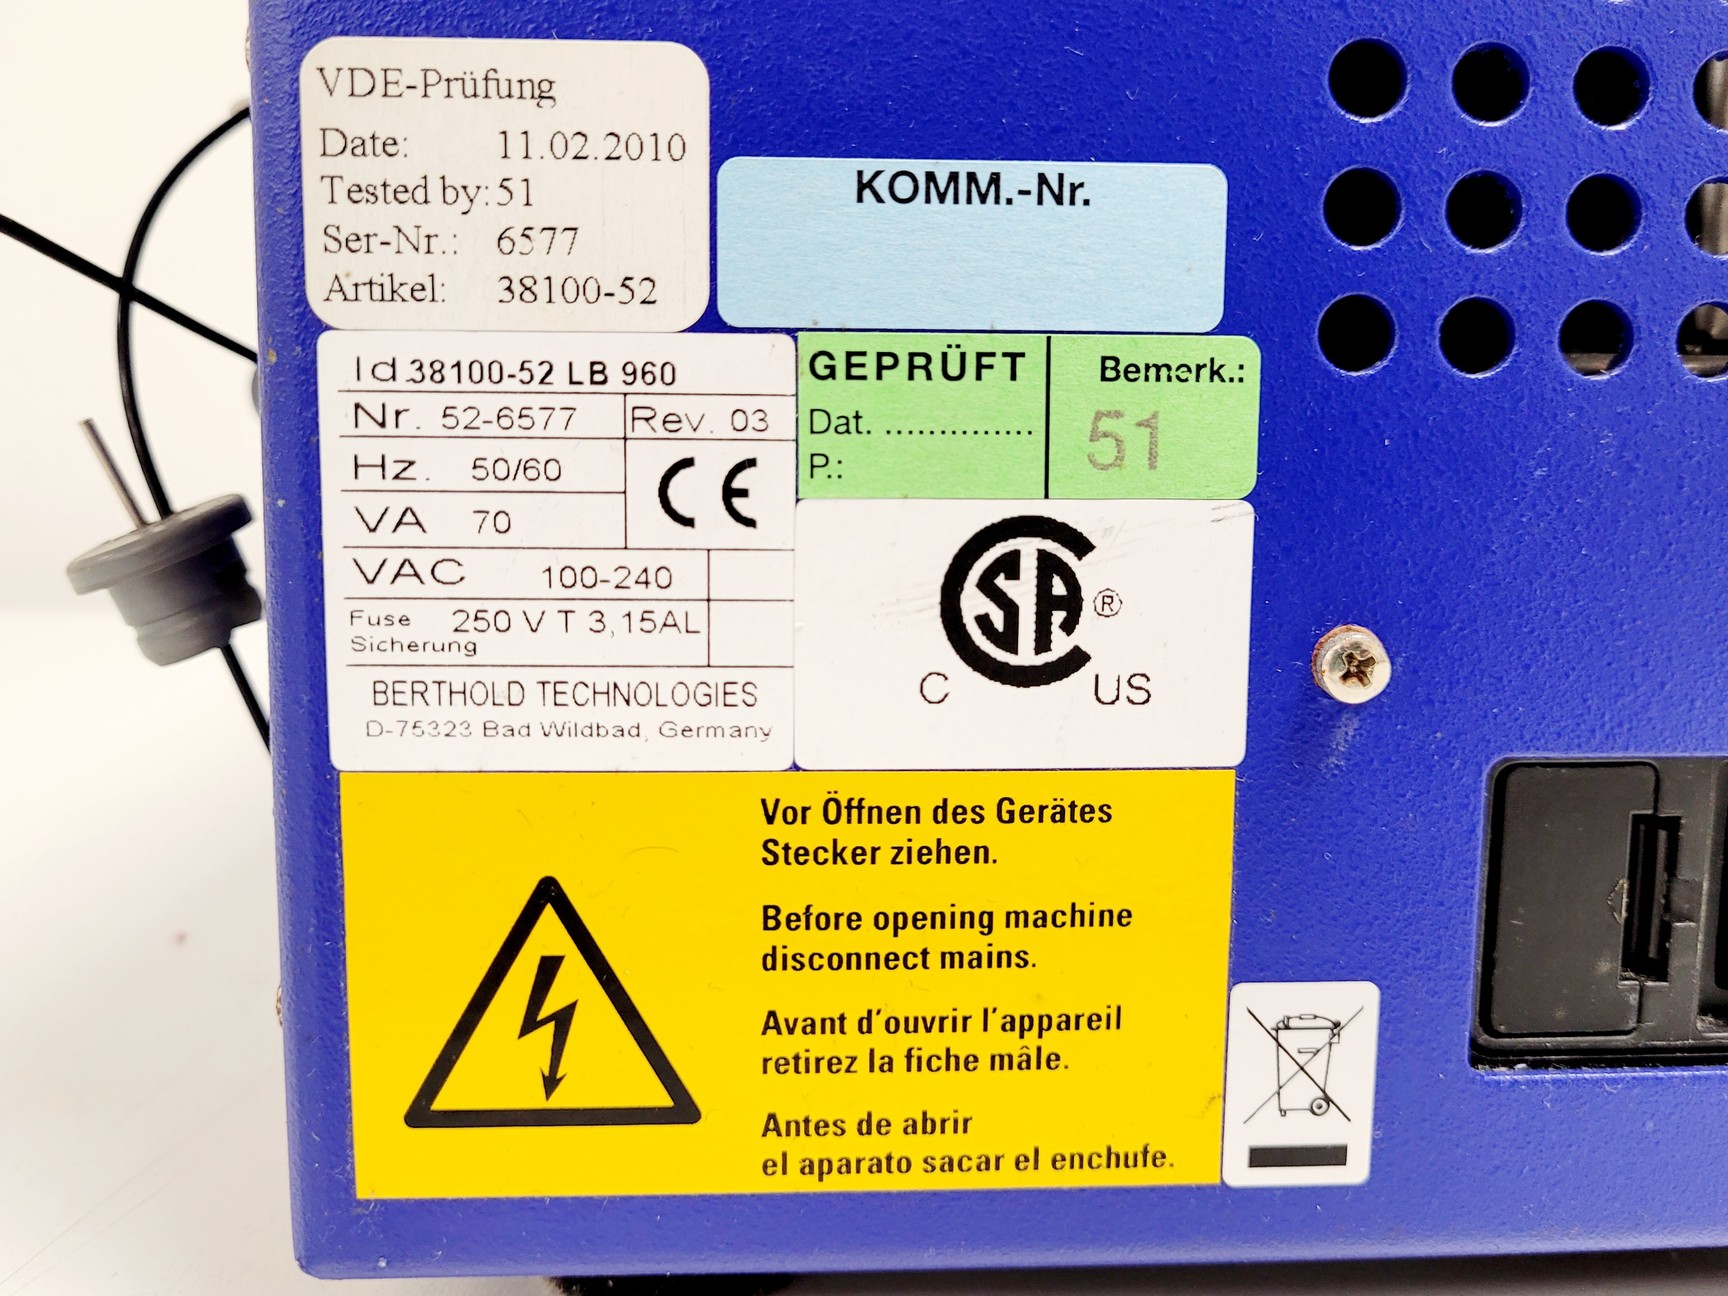 VDE-Prüfung
Date: 11.02.2010
Tested by: 51
Ser-Nr.: 6577
Artikel: 38100-52
KOMM.-Nr.
Id.38100-52 LB 960
Nr. 52-6577 Rev. 03
Hz. 50/60
CE
VA 70
VAC 100-240
Fuse 250 V T 3,15AL
Sicherung
BERTHOLD TECHNOLOGIES
D-75323 Bad Wildbad, Germany
GEPRÜFT Bemerk.:
Dat. .............. 51
P.:
CSA ®
C US
Vor Öffnen des Gerätes
Stecker ziehen.
Before opening machine
disconnect mains.
Avant d'ouvrir l'appareil
retirez la fiche mâle.
Antes de abrir
el aparato sacar el enchufe.